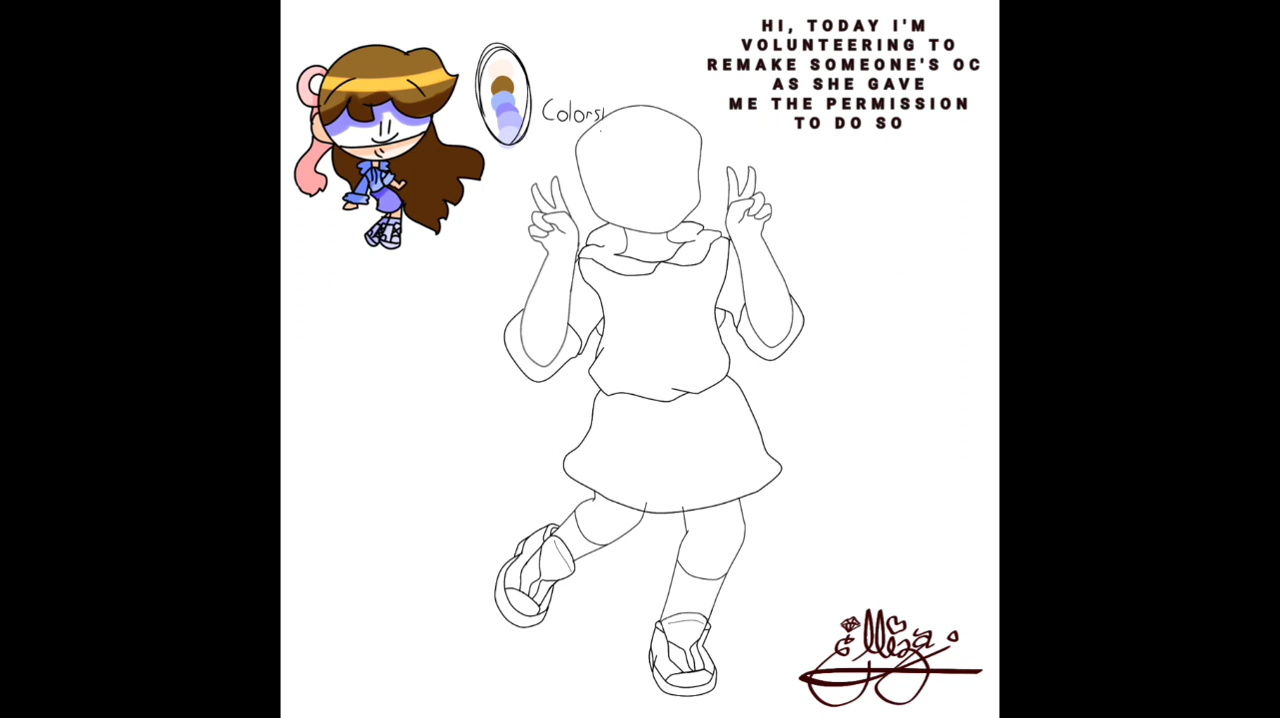 HI, TODAY I'M
VOLUNTEERING TO
REMAKE SOMEONE'S OC
AS SHE GAVE
ME THE PERMISSION
TO DO SO
Colors!